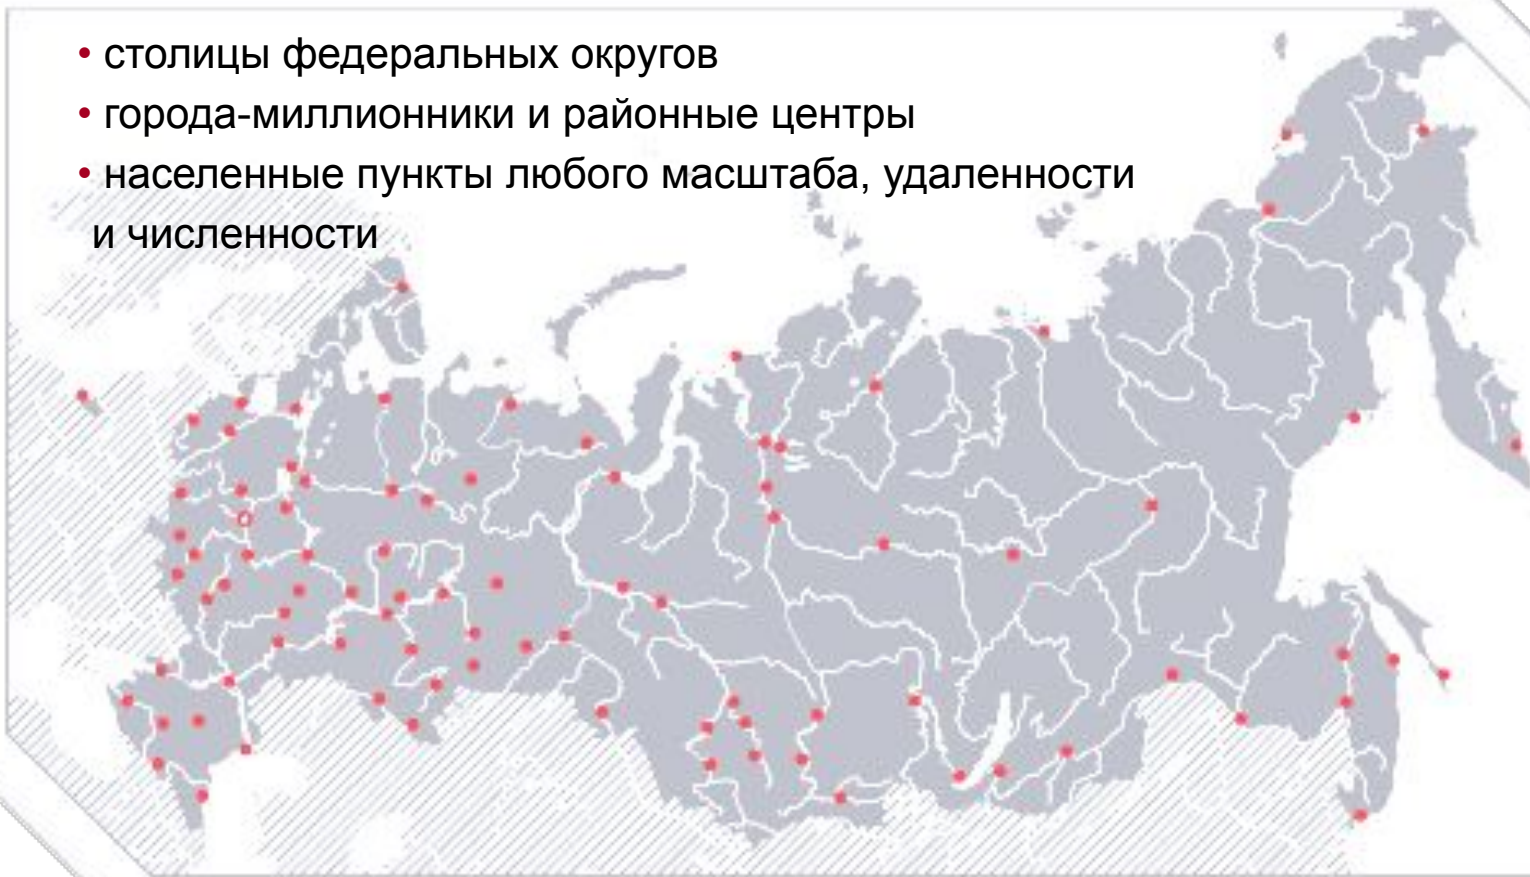 • столицы федеральных округов
• города-миллионники и районные центры
• населенные пункты любого масштаба, удаленности
и численности